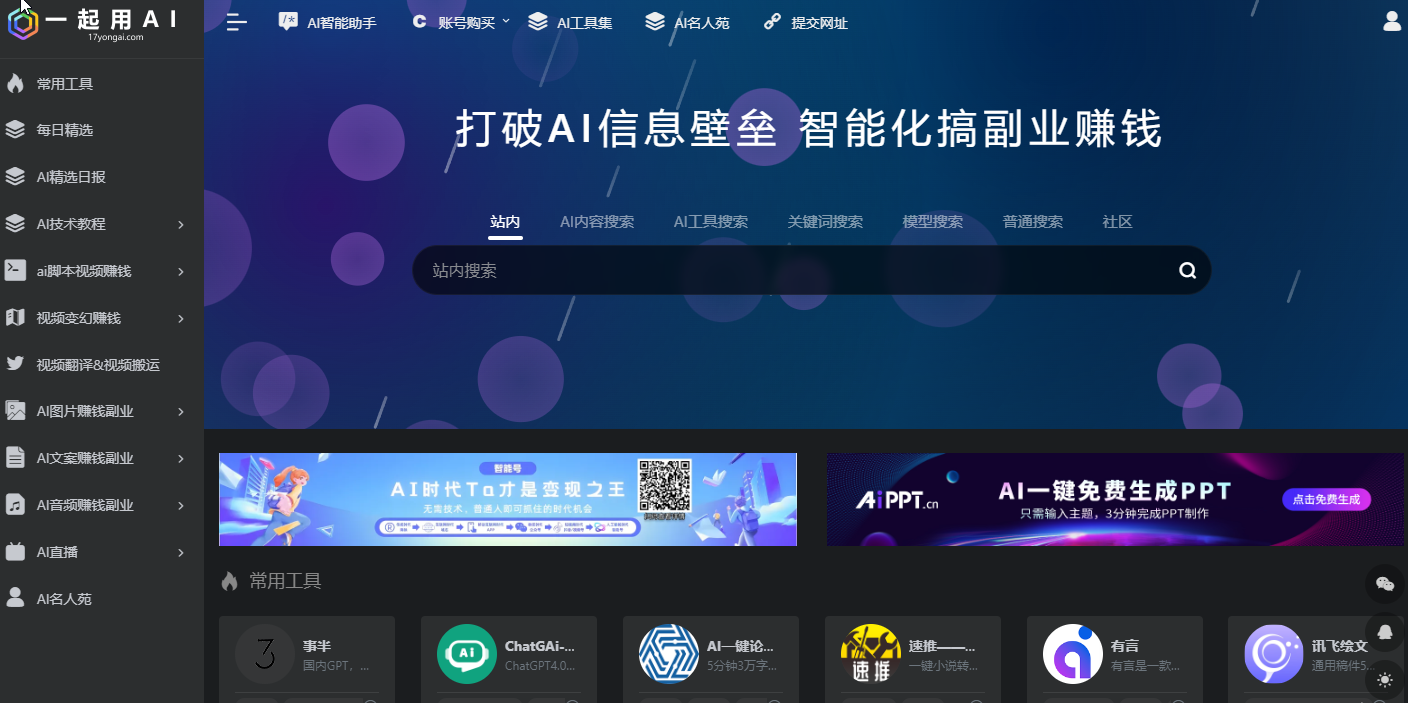 一起用AI
17yongai.com
AI智能助手
账号购买
AI工具集
AI名人苑
提交网址
常用工具
每日精选
AI精选日报
AI技术教程
ai脚本视频赚钱
视频变幻赚钱
视频翻译&视频搬运
AI图片赚钱副业
AI文案赚钱副业
AI音频赚钱副业
AI直播
AI名人苑
打破AI信息壁垒 智能化搞副业赚钱
站内
AI内容搜索
AI工具搜索
关键词搜索
模型搜索
普通搜索
社区
站内搜索
智能号
AI时代Ta才是变现之王
无需技术、普通人即可抓住的时代机会
AiPPT.cn
AI一键免费生成PPT
只需输入主题，3分钟完成PPT制作
点击免费生成
常用工具
事半
国内GPT，...
ChatGAi-...
ChatGPT4.0...
AI一键论...
5分钟3万字...
速推
速推——...
一键小说转...
有言
有言是一款...
讯飞绘文
通用稿件5...